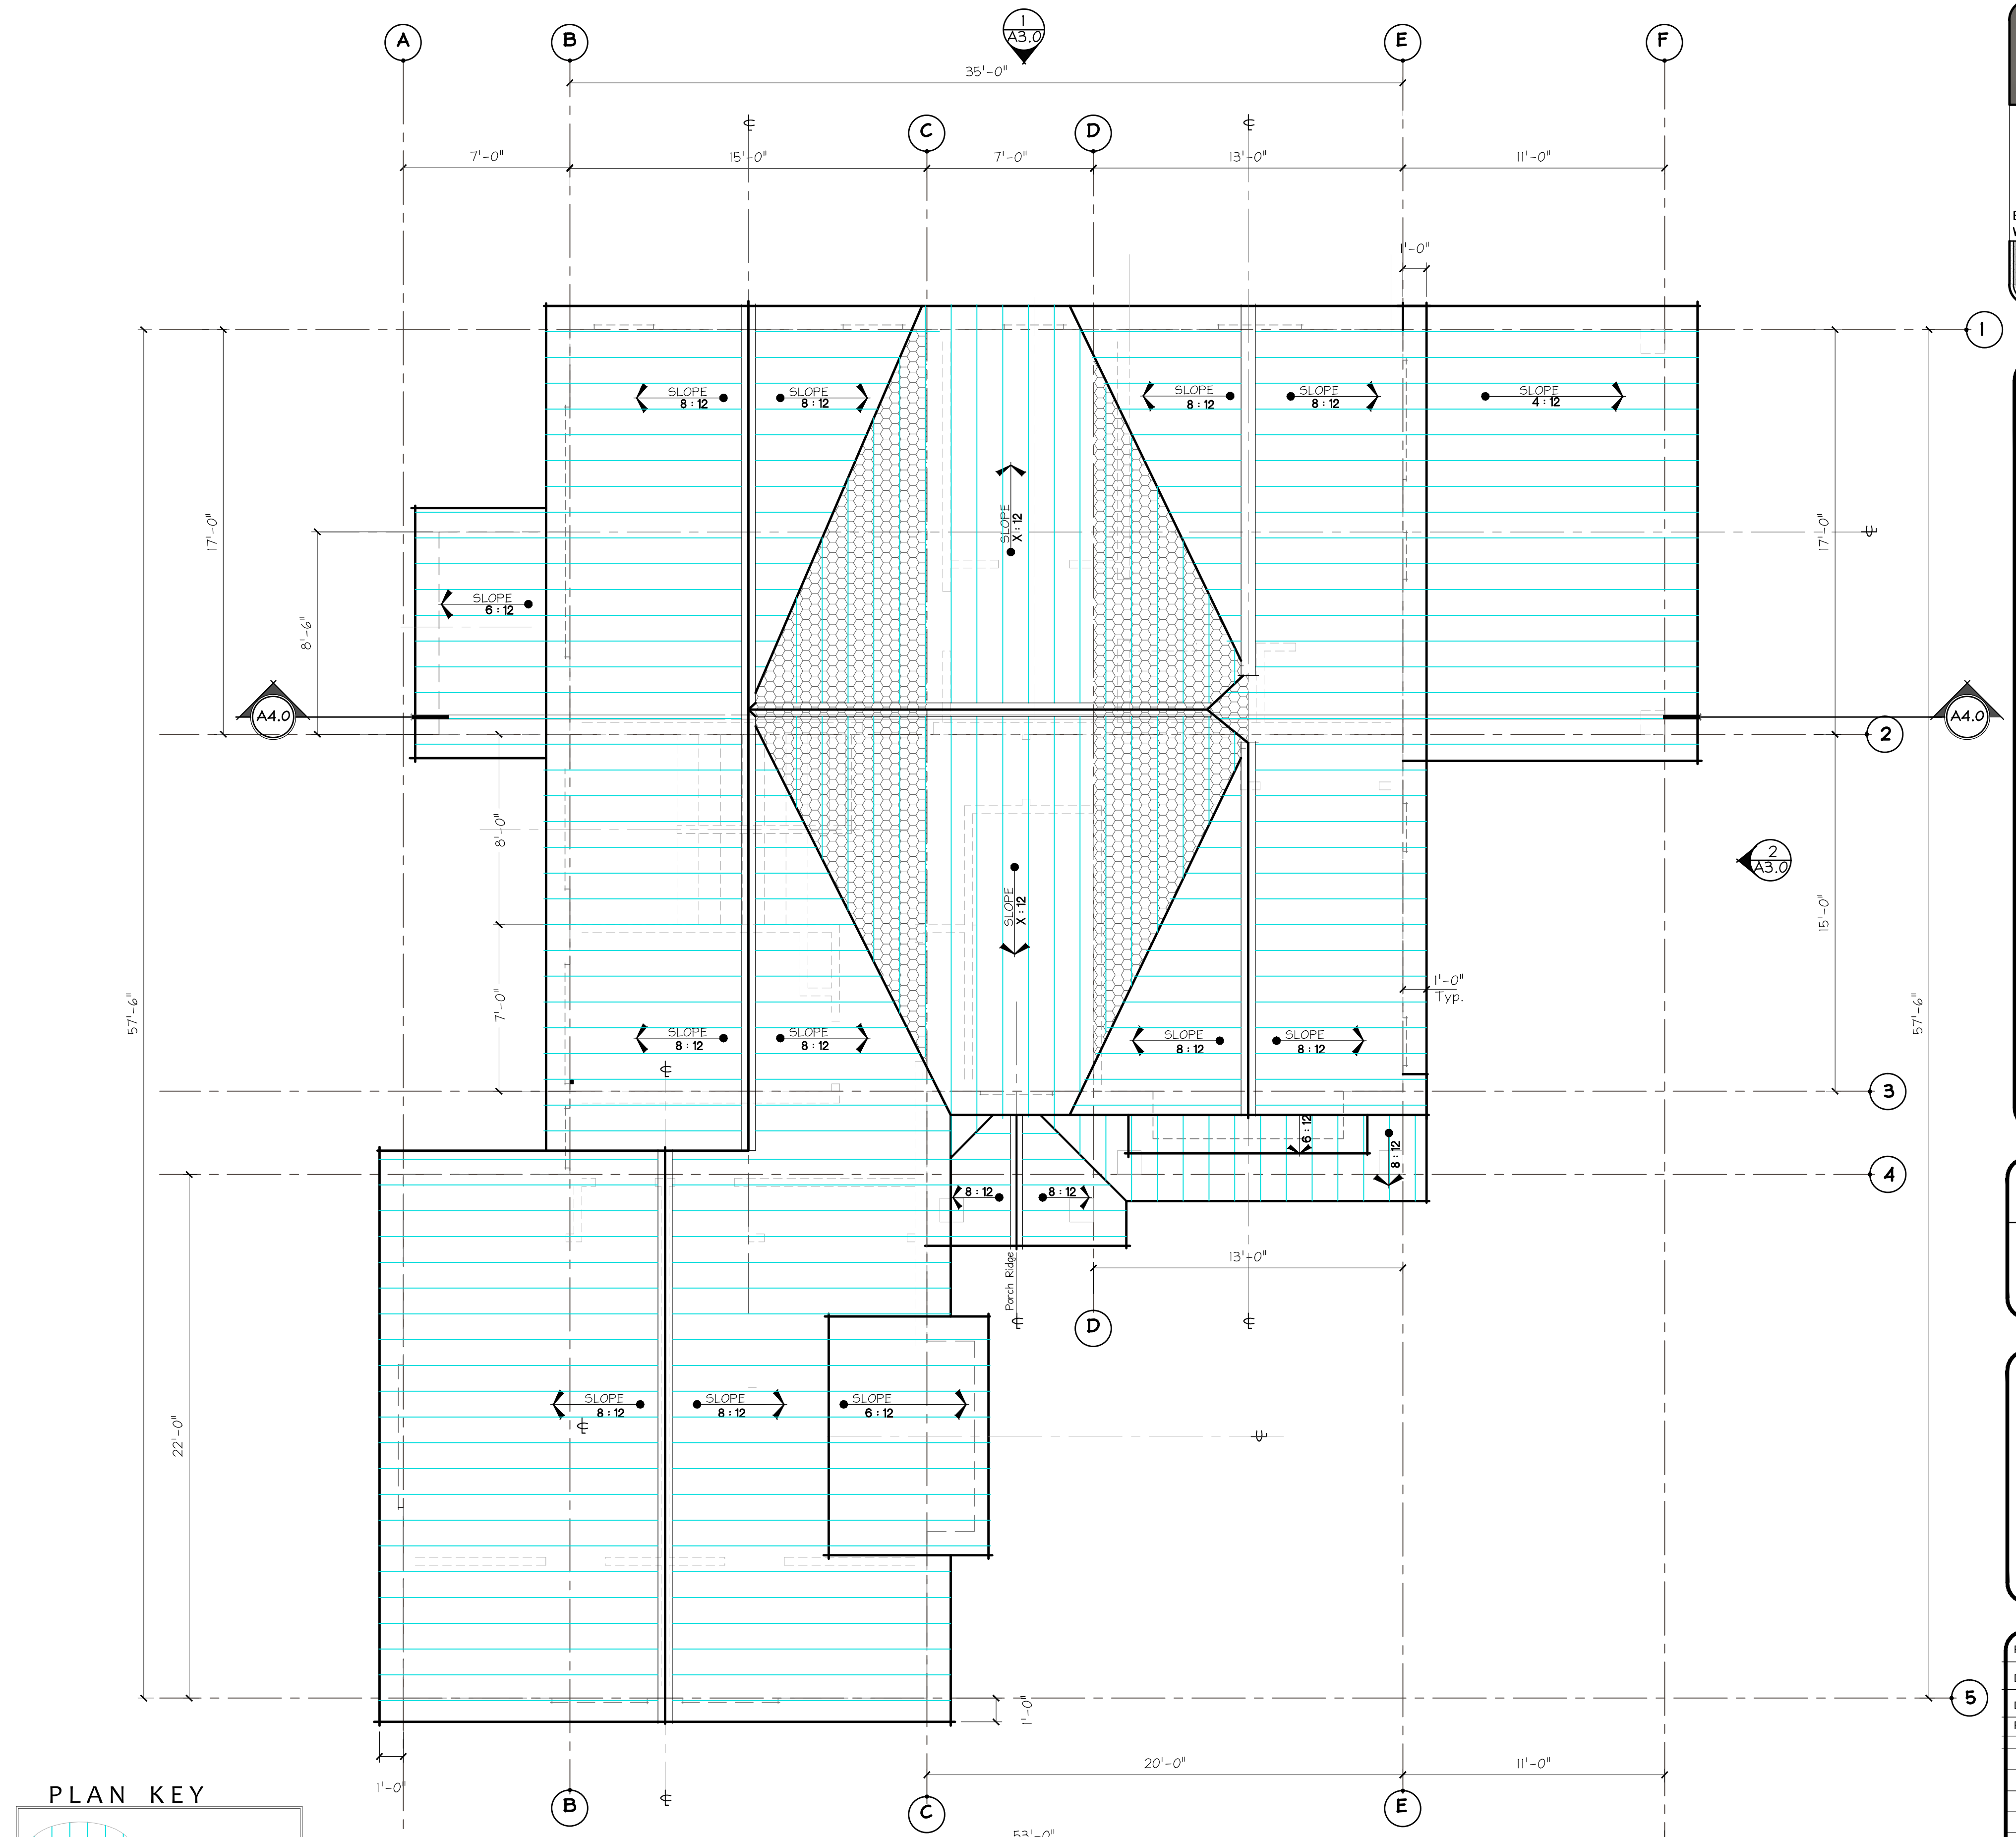 1
A3.0
A
B
E
F
35'-0"
C
D
7'-0"
15'-0"
7'-0"
13'-0"
11'-0"
1'-0"
1
SLOPE
8 : 12
SLOPE
8 : 12
SLOPE
8 : 12
SLOPE
8 : 12
SLOPE
4 : 12
17'-0"
SLOPE
X : 12
17'-0"
SLOPE
6 : 12
8'-6"
A4.0
A4.0
2
8'-0"
2
A3.0
SLOPE
X : 12
15'-0"
57'-6"
7'-0"
1'-0"
Typ.
57'-6"
SLOPE
8 : 12
SLOPE
8 : 12
SLOPE
8 : 12
SLOPE
8 : 12
3
6 : 12
8 : 12
4
8 : 12
8 : 12
13'-0"
Porch Ridge
D
22'-0"
SLOPE
8 : 12
SLOPE
8 : 12
SLOPE
6 : 12
5
1'-0"
1'-0"
20'-0"
11'-0"
PLAN KEY
B
C
E
53'-0"